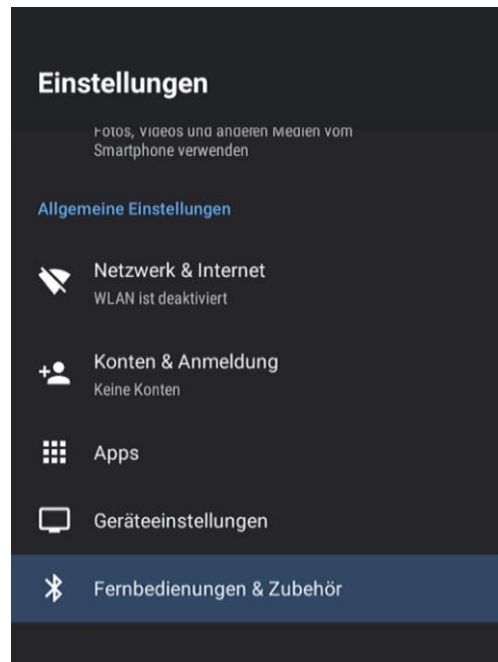 Einstellungen
Fotos, Videos und anderen Medien vom
Smartphone verwenden
Allgemeine Einstellungen
Netzwerk & Internet
WLAN ist deaktiviert
Konten & Anmeldung
Keine Konten
Apps
Geräteeinstellungen
Fernbedienungen & Zubehör